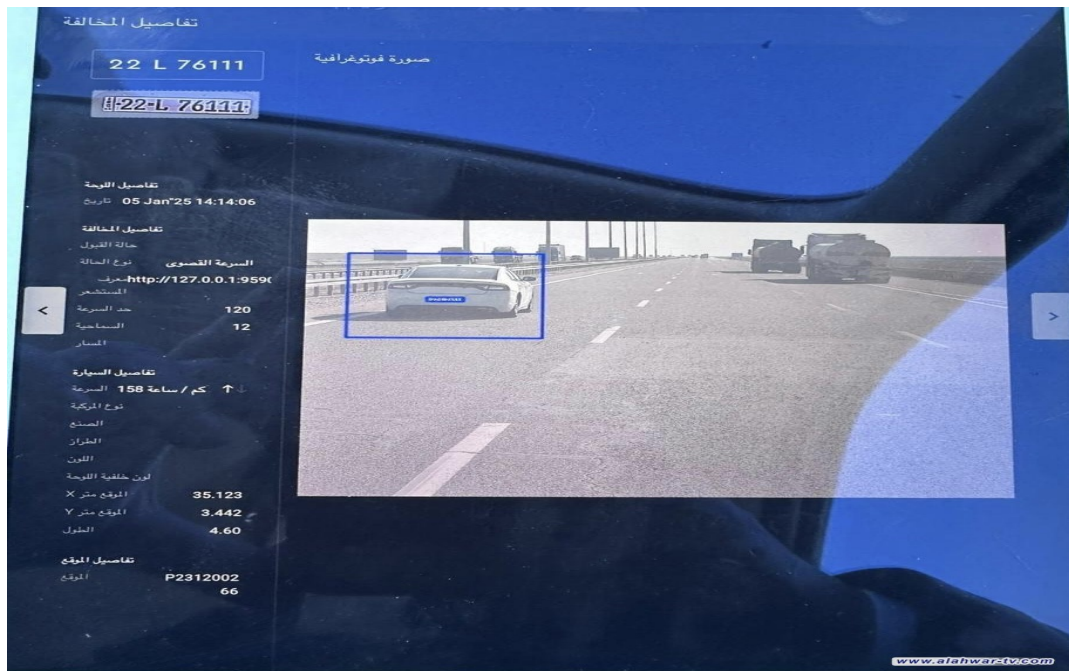 تفاصيل المخالفة
22 L 76111
22-L 76111
صورة فوتوغرافية
تفاصيل اللوحة
تاريخ 05 Jan'25 14:14:06
تفاصيل المخالفة
حالة القبول
نوع الحالة السرعة القصوى
معرف http://127.0.0.1:959(
المستشعر
حد السرعة 120
السماحية 12
المسار
تفاصيل السيارة
السرعة 158 كم / ساعة ↑
نوع المركبة
الصنع
الطراز
اللون
لون خلفية اللوحة
الموقع متر X 35.123
الموقع متر Y 3.442
الطول 4.60
تفاصيل الموقع
الموقع P2312002
66
www.alahwar-tv.com